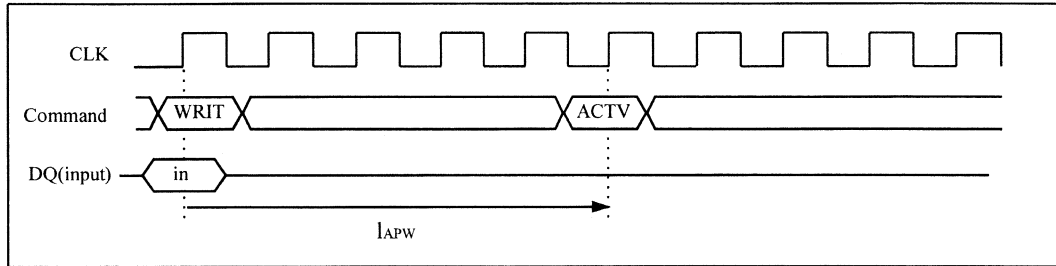 CLK
Command WRIT ACTV
DQ(input) in
lAPW